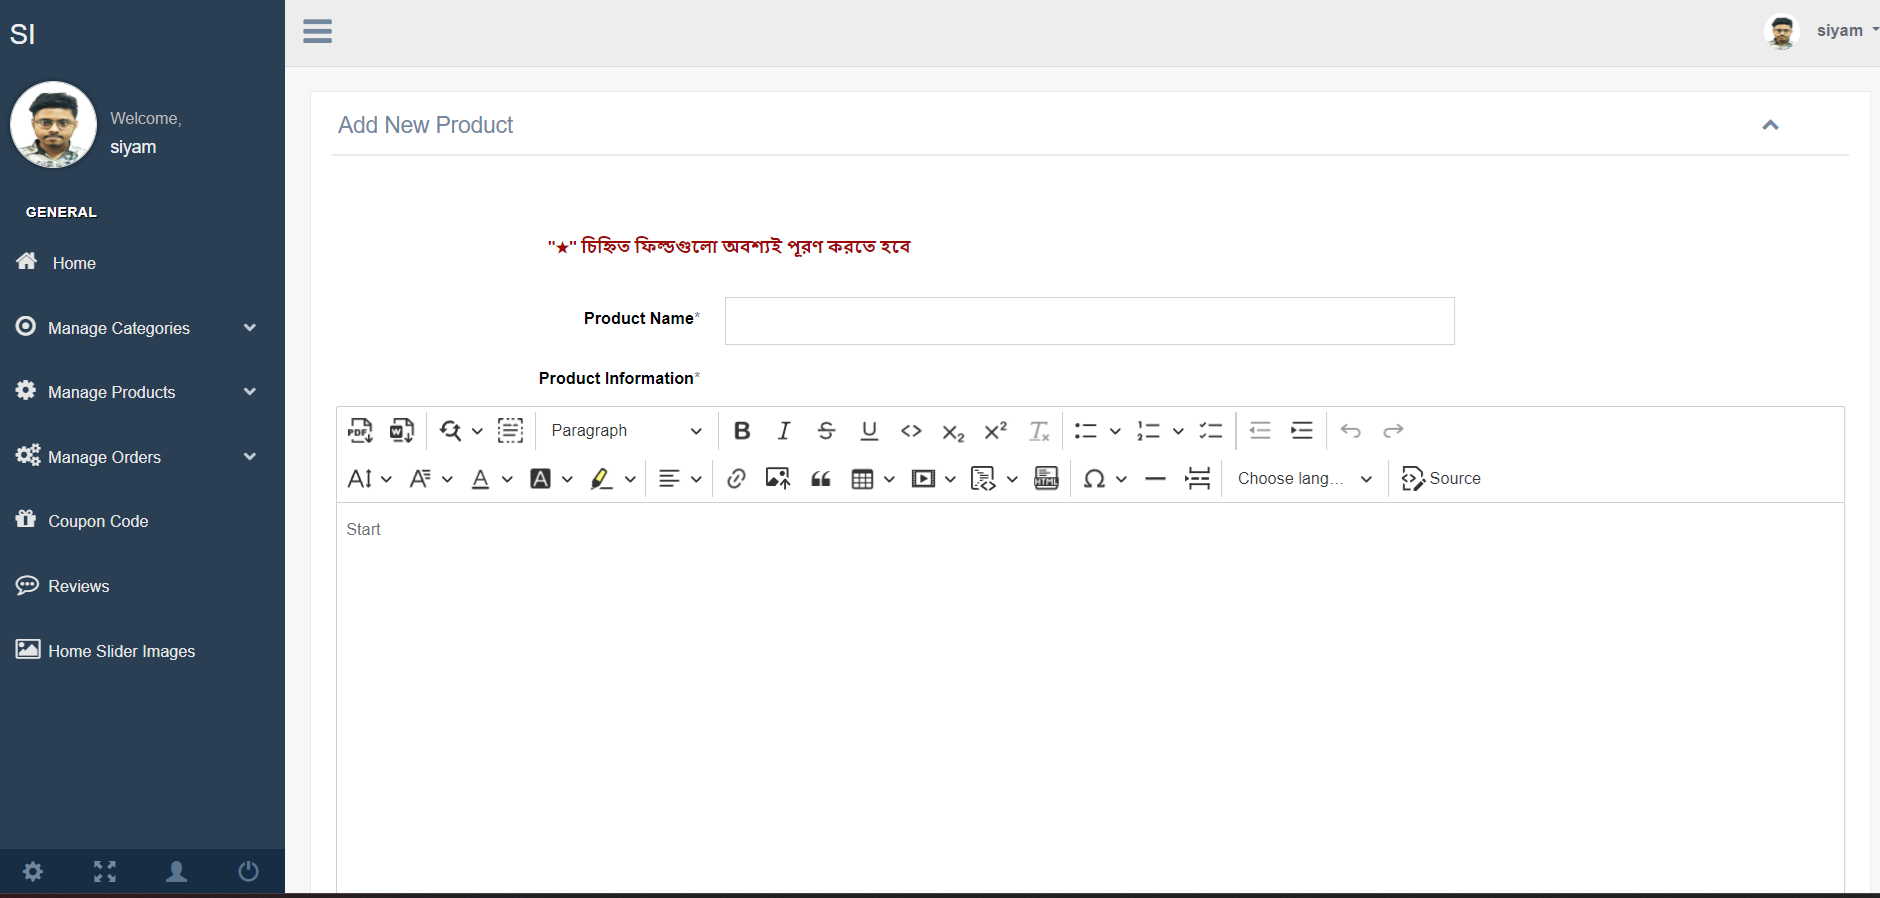 SI
siyam
Welcome,
siyam
GENERAL
Home
Manage Categories
Manage Products
Manage Orders
Coupon Code
Reviews
Home Slider Images
Add New Product
"★" চিহ্নিত ফিল্ডগুলো অবশ্যই পূরণ করতে হবে
Product Name*
Product Information*
Paragraph
Choose lang...
Source
Start